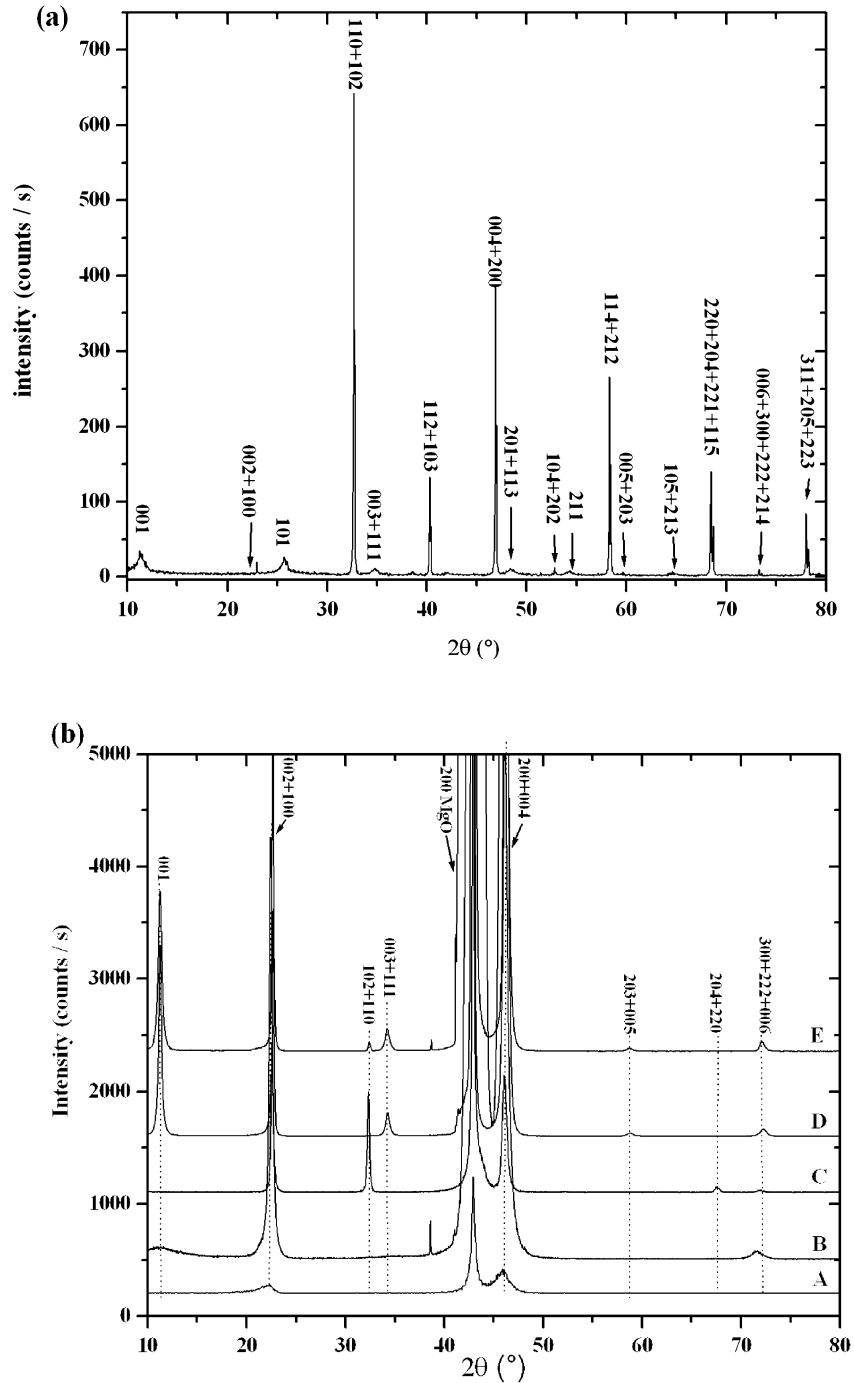 (a)
700
600
500
400
300
200
100
0
intensity (counts / s)
001
002+100
101
110+102
003+111
112+103
004+200
201+113
104+202
211
114+212
005+203
105+213
220+204+221+115
006+300+222+214
311+205+223
10 20 30 40 50 60 70 80
2θ (°)
(b)
5000
4000
3000
2000
1000
0
Intensity (counts / s)
001
002+100
102+110
003+111
200 MgO
200+004
203+005
204+220
300+222+006
E
D
C
B
A
10 20 30 40 50 60 70 80
2θ (°)